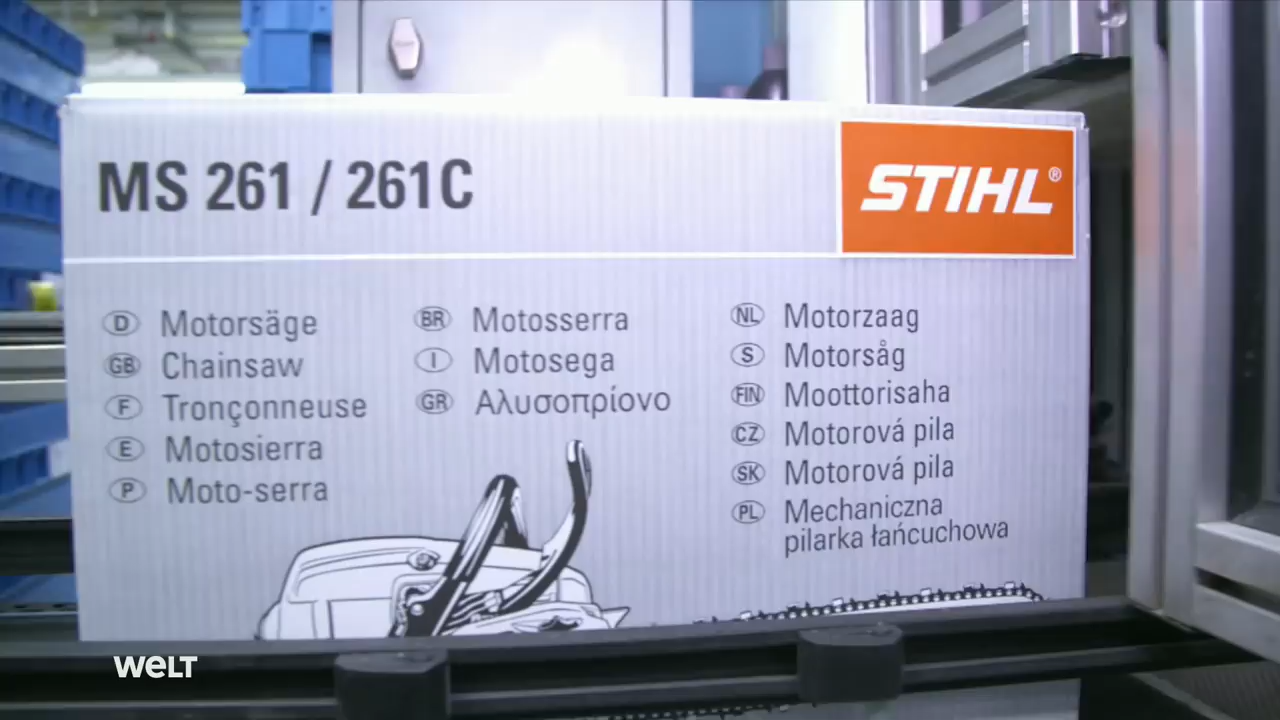 MS 261 / 261 C
STIHL®
D Motorsäge
GB Chainsaw
F Tronçonneuse
E Motosierra
P Moto-serra
BR Motosserra
I Motosega
GR Αλυσοπρίονο
NL Motorzaag
S Motorsåg
FIN Moottorisaha
CZ Motorová pila
SK Motorová pila
PL Mechaniczna
pilarka łańcuchowa
WELT